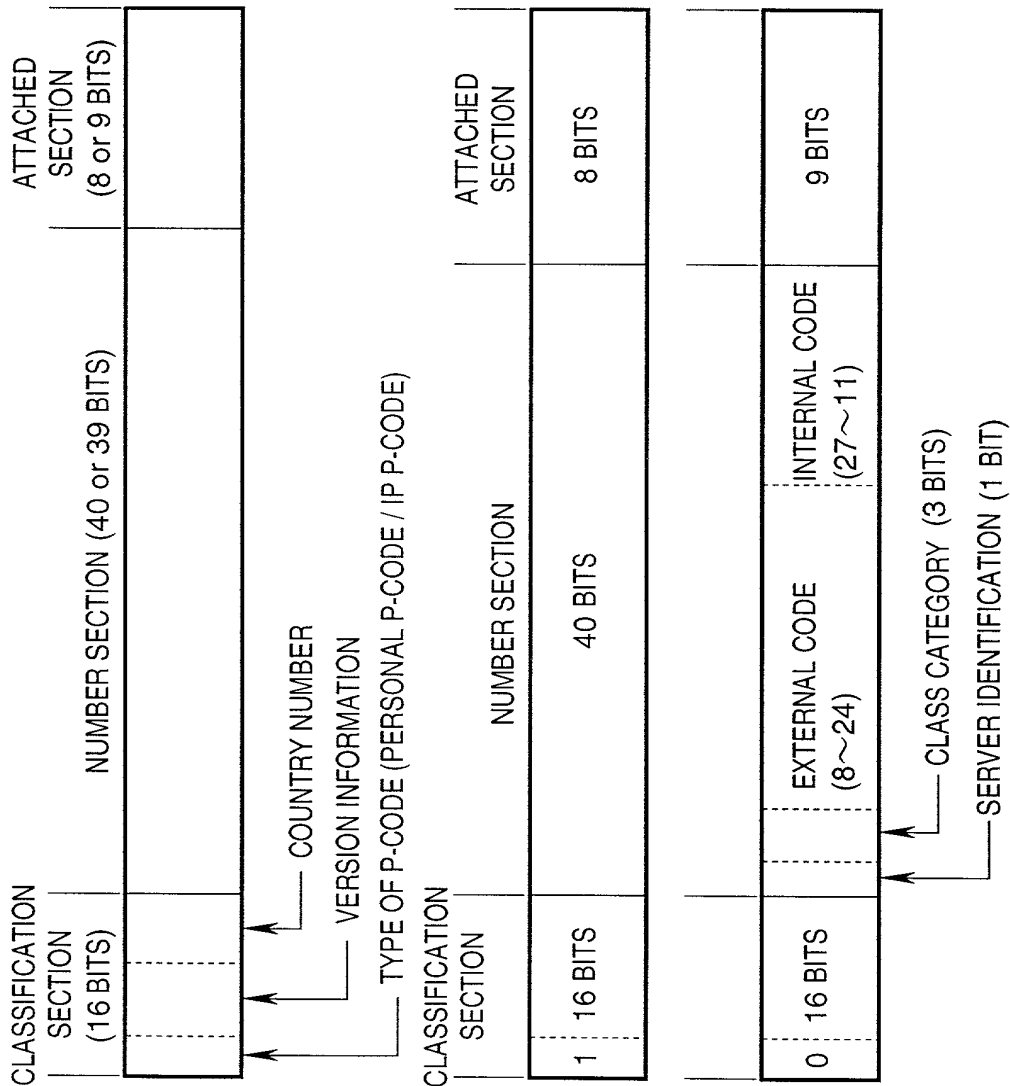 CLASSIFICATION
SECTION
(16 BITS)
NUMBER SECTION (40 or 39 BITS)
ATTACHED
SECTION
(8 or 9 BITS)
COUNTRY NUMBER
VERSION INFORMATION
TYPE OF P-CODE (PERSONAL P-CODE / IP P-CODE)
CLASSIFICATION
SECTION
NUMBER SECTION
ATTACHED
SECTION
1
16 BITS
40 BITS
8 BITS
0
16 BITS
EXTERNAL CODE
(8～24)
INTERNAL CODE
(27～11)
9 BITS
CLASS CATEGORY (3 BITS)
SERVER IDENTIFICATION (1 BIT)